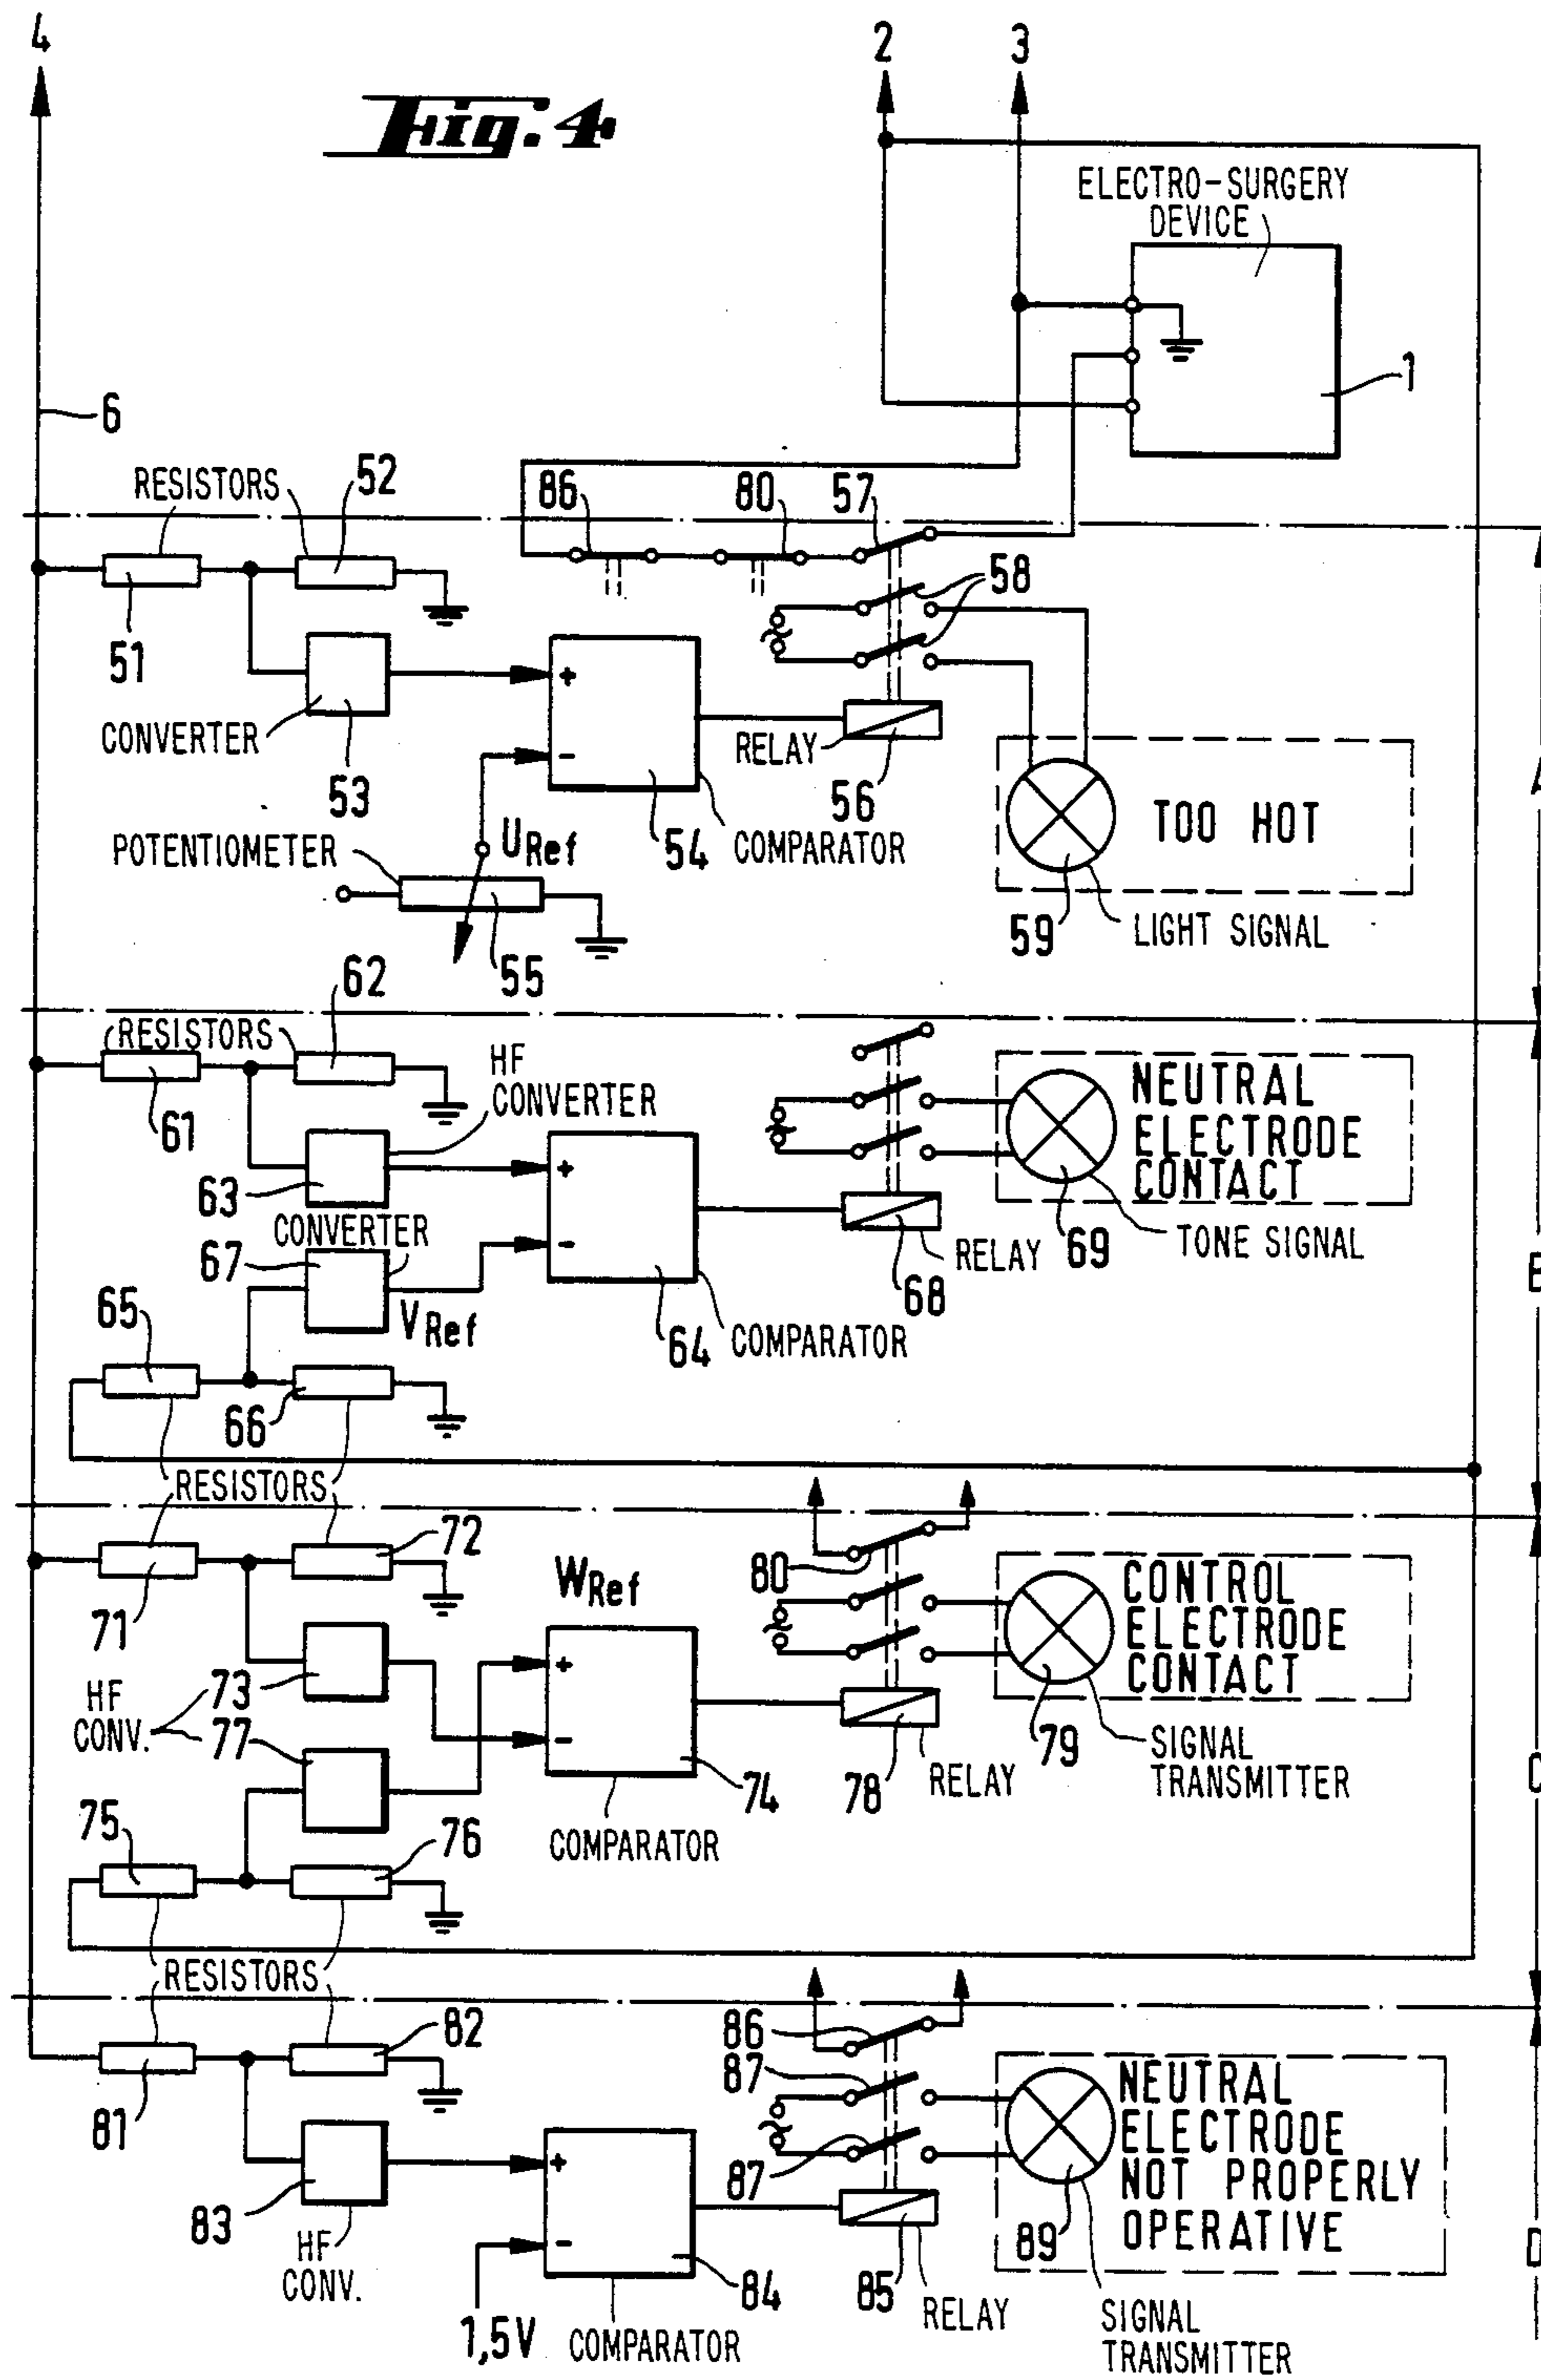 4
2
3
Fig. 4
ELECTRO-SURGERY
DEVICE
1
6
RESISTORS
52
86
80
57
58
51
CONVERTER
53
+
-
RELAY
56
54
COMPARATOR
POTENTIOMETER
URef
55
TOO HOT
59
LIGHT SIGNAL
A
RESISTORS
62
61
HF
CONVERTER
63
CONVERTER
67
VRef
+
-
64
COMPARATOR
68
RELAY
NEUTRAL
ELECTRODE
CONTACT
69
TONE SIGNAL
B
65
66
RESISTORS
72
71
WRef
HF
CONV.
73
77
+
-
74
COMPARATOR
80
78
RELAY
CONTROL
ELECTRODE
CONTACT
79
SIGNAL
TRANSMITTER
C
75
76
RESISTORS
82
81
83
HF
CONV.
+
-
1,5V
84
COMPARATOR
86
87
87
85
RELAY
NEUTRAL
ELECTRODE
NOT PROPERLY
OPERATIVE
89
SIGNAL
TRANSMITTER
D